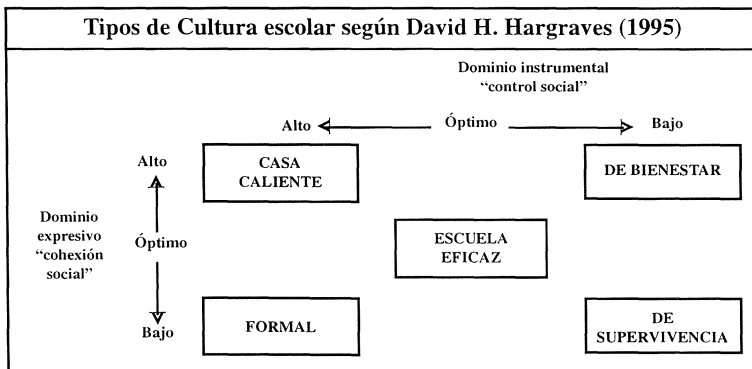 Tipos de Cultura escolar según David H. Hargraves (1995)
Dominio instrumental
“control social”
Alto
Óptimo
Bajo
Alto
CASA
CALIENTE
DE BIENESTAR
Dominio
expresivo
“cohexión
social”
Óptimo
ESCUELA
EFICAZ
Bajo
FORMAL
DE
SUPERVIVENCIA